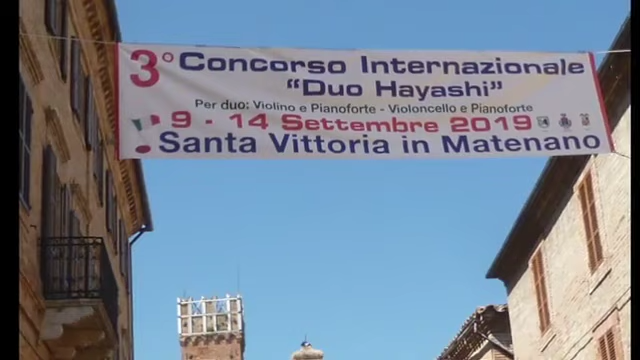 3° Concorso Internazionale
"Duo Hayashi"
Per duo: Violino e Pianoforte - Violoncello e Pianoforte
9 - 14 Settembre 2019
Santa Vittoria in Matenano